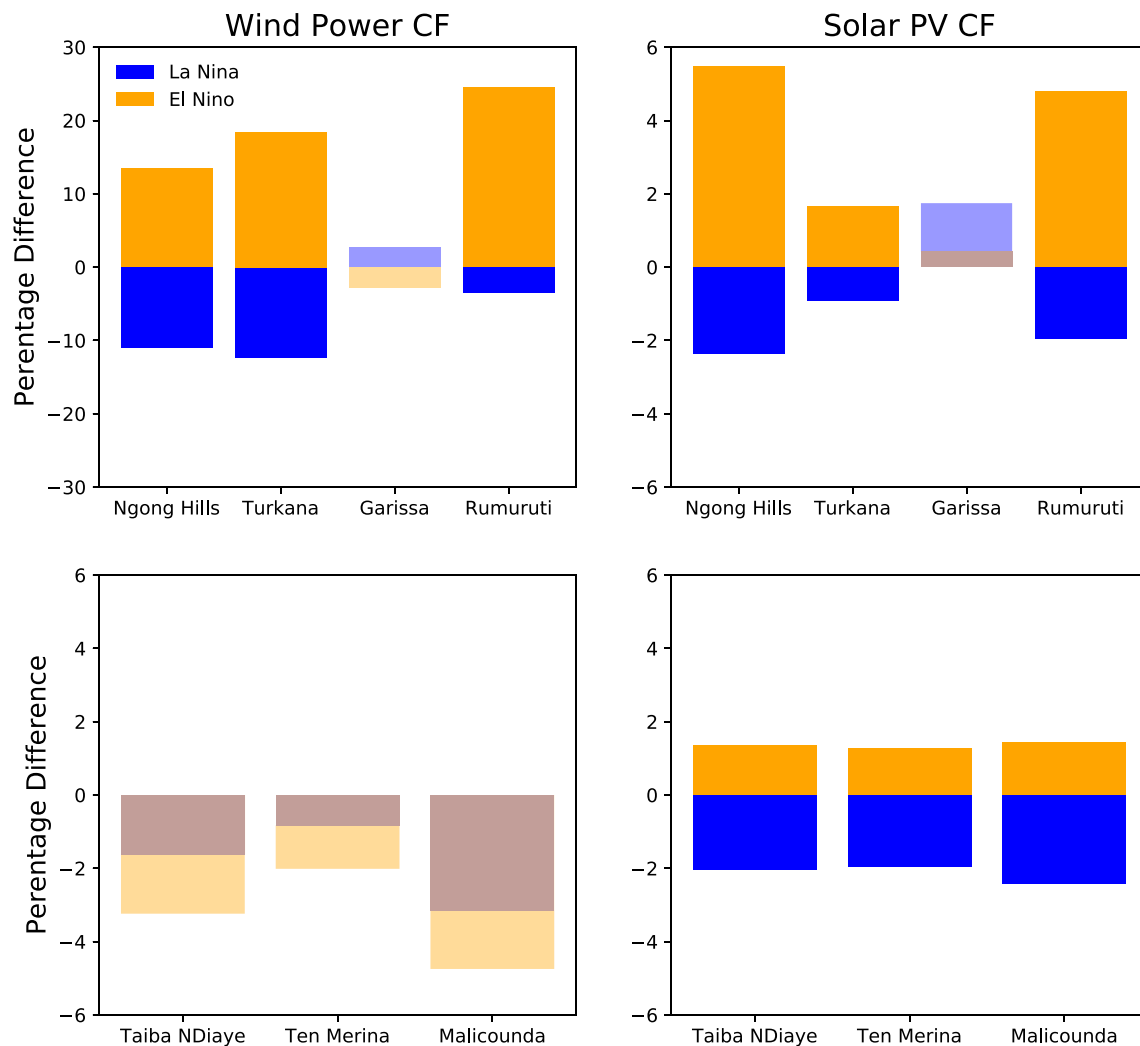 Wind Power CF
Solar PV CF
La Nina
El Nino
Perentage Difference
30
20
10
0
−10
−20
−30
Ngong Hills Turkana Garissa Rumuruti
6
4
2
0
−2
−4
−6
Ngong Hills Turkana Garissa Rumuruti
Perentage Difference
6
4
2
0
−2
−4
−6
Taiba NDiaye Ten Merina Malicounda
6
4
2
0
−2
−4
−6
Taiba NDiaye Ten Merina Malicounda